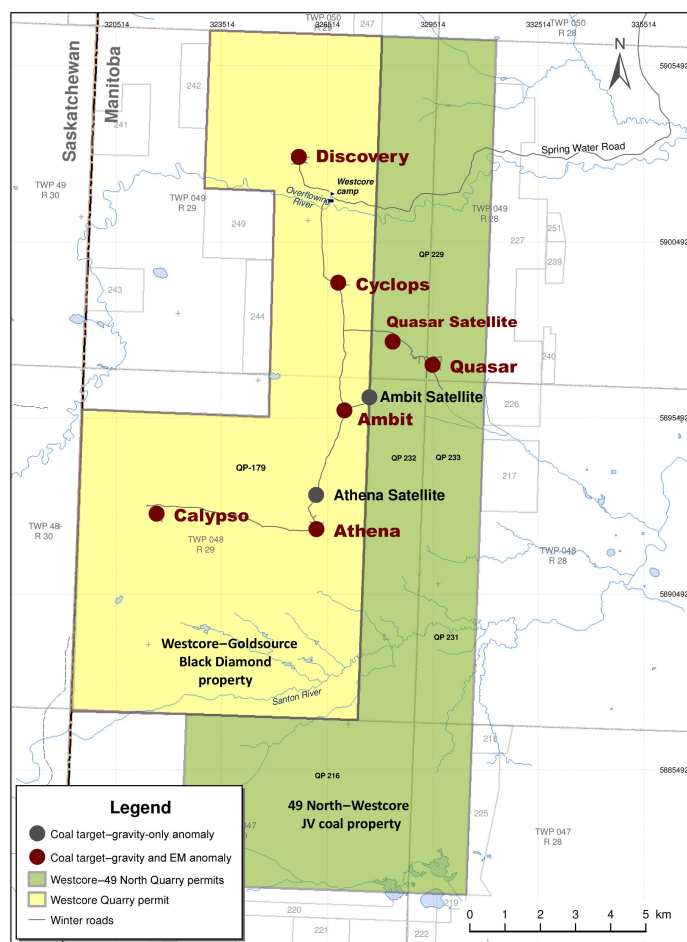 320514
323514
326514
329514
332514
335514
TWP 050
R 29
247
TWP 050
R 28
5905492
N
242
Saskatchewan
Manitoba
241
Discovery
Spring Water Road
Westcore
camp
Overflowing
River
TWP 49
R 30
TWP 049
R 29
TWP 049
R 28
249
251
227
239
5900492
QP 229
243
Cyclops
244
Quasar Satellite
Quasar
240
Ambit Satellite
226
Ambit
5895492
QP-179
QP 232
QP 233
217
Athena Satellite
Calypso
Athena
TWP 48
R 30
TWP 048
R 29
TWP 048
R 28
5890492
QP 231
Westcore–Goldsource
Black Diamond
property
Santon River
218
5885492
QP 216
49 North–Westcore
JV coal property
225
TWP 047
R 28
Legend
Coal target–gravity-only anomaly
Coal target–gravity and EM anomaly
Westcore–49 North Quarry permits
Westcore Quarry permit
Winter roads
047
29
220
221
222
219
0 1 2 3 4 5 km